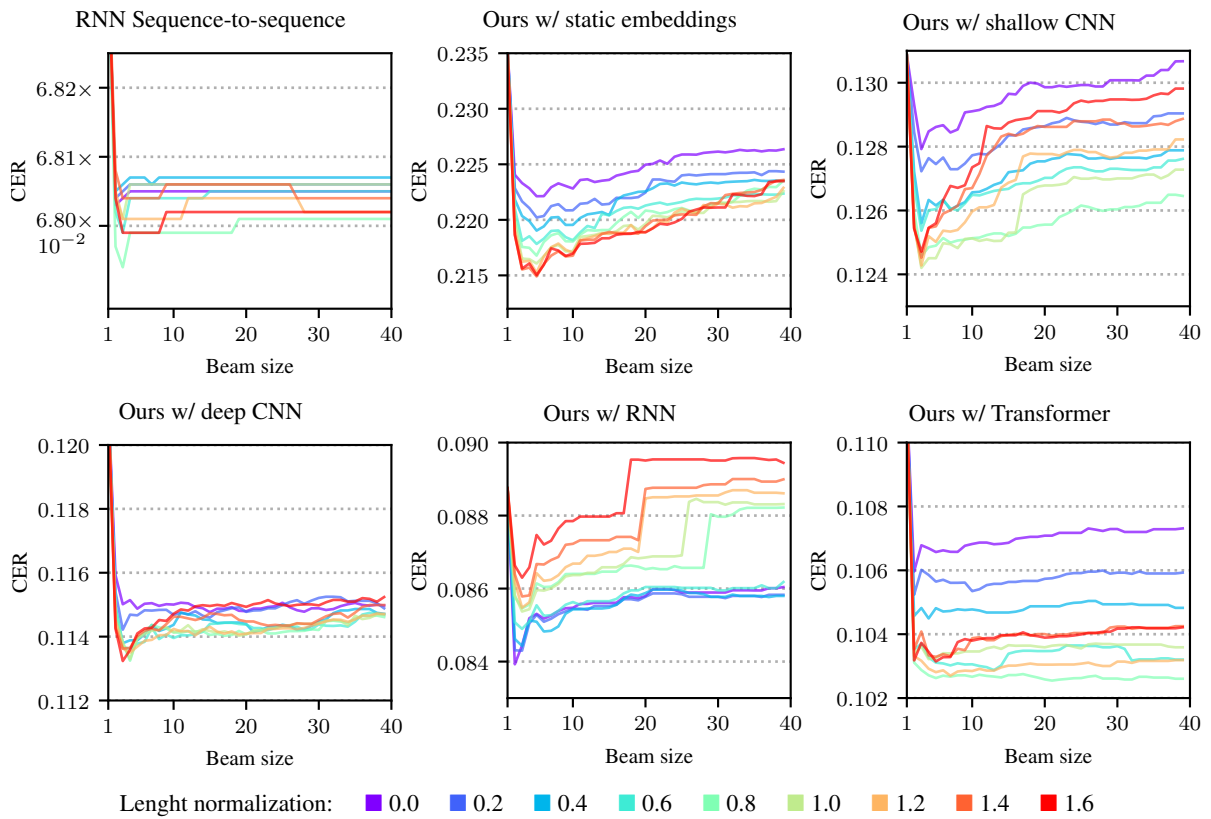 RNN Sequence-to-sequence
Ours w/ static embeddings
Ours w/ shallow CNN
CER
6.82×
6.81×
6.80×
10⁻²
1 10 20 30 40
Beam size
CER
0.235
0.230
0.225
0.220
0.215
1 10 20 30 40
Beam size
CER
0.130
0.128
0.126
0.124
1 10 20 30 40
Beam size
Ours w/ deep CNN
Ours w/ RNN
Ours w/ Transformer
CER
0.120
0.118
0.116
0.114
0.112
1 10 20 30 40
Beam size
CER
0.090
0.088
0.086
0.084
1 10 20 30 40
Beam size
CER
0.110
0.108
0.106
0.104
0.102
1 10 20 30 40
Beam size
Lenght normalization: 0.0 0.2 0.4 0.6 0.8 1.0 1.2 1.4 1.6